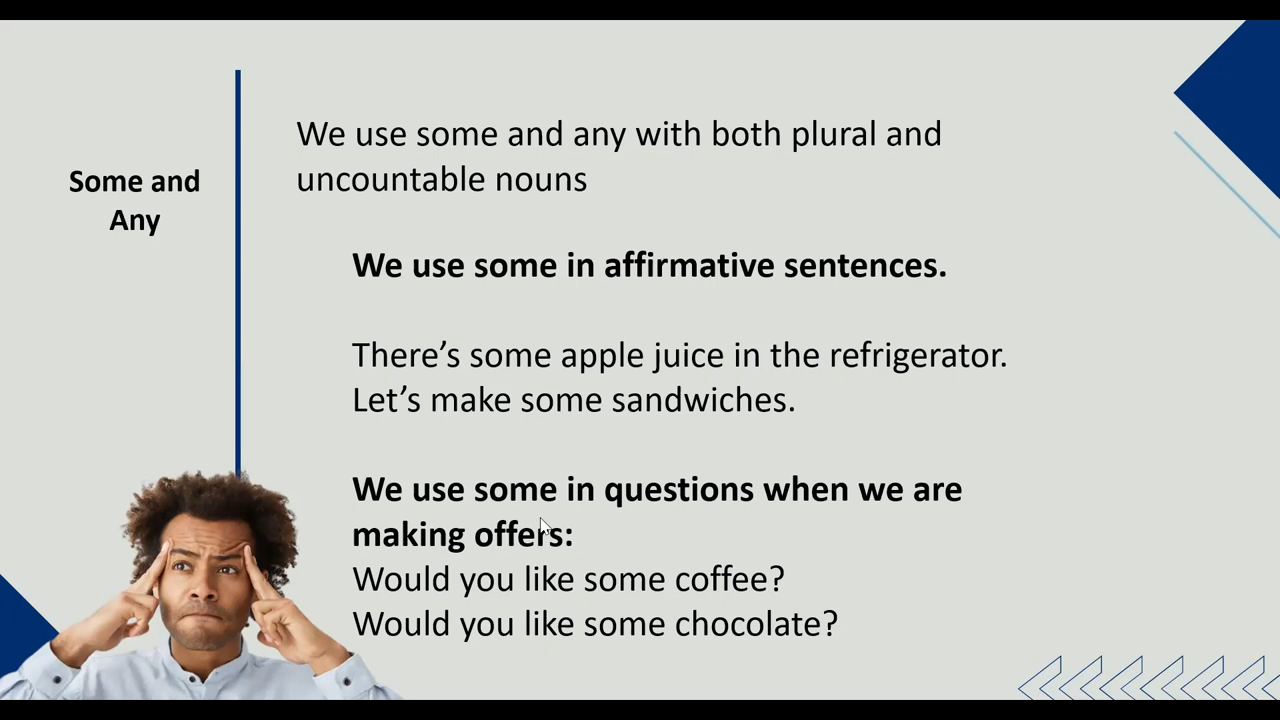 Some and
Any
We use some and any with both plural and
uncountable nouns
We use some in affirmative sentences.
There’s some apple juice in the refrigerator.
Let’s make some sandwiches.
We use some in questions when we are
making offers:
Would you like some coffee?
Would you like some chocolate?